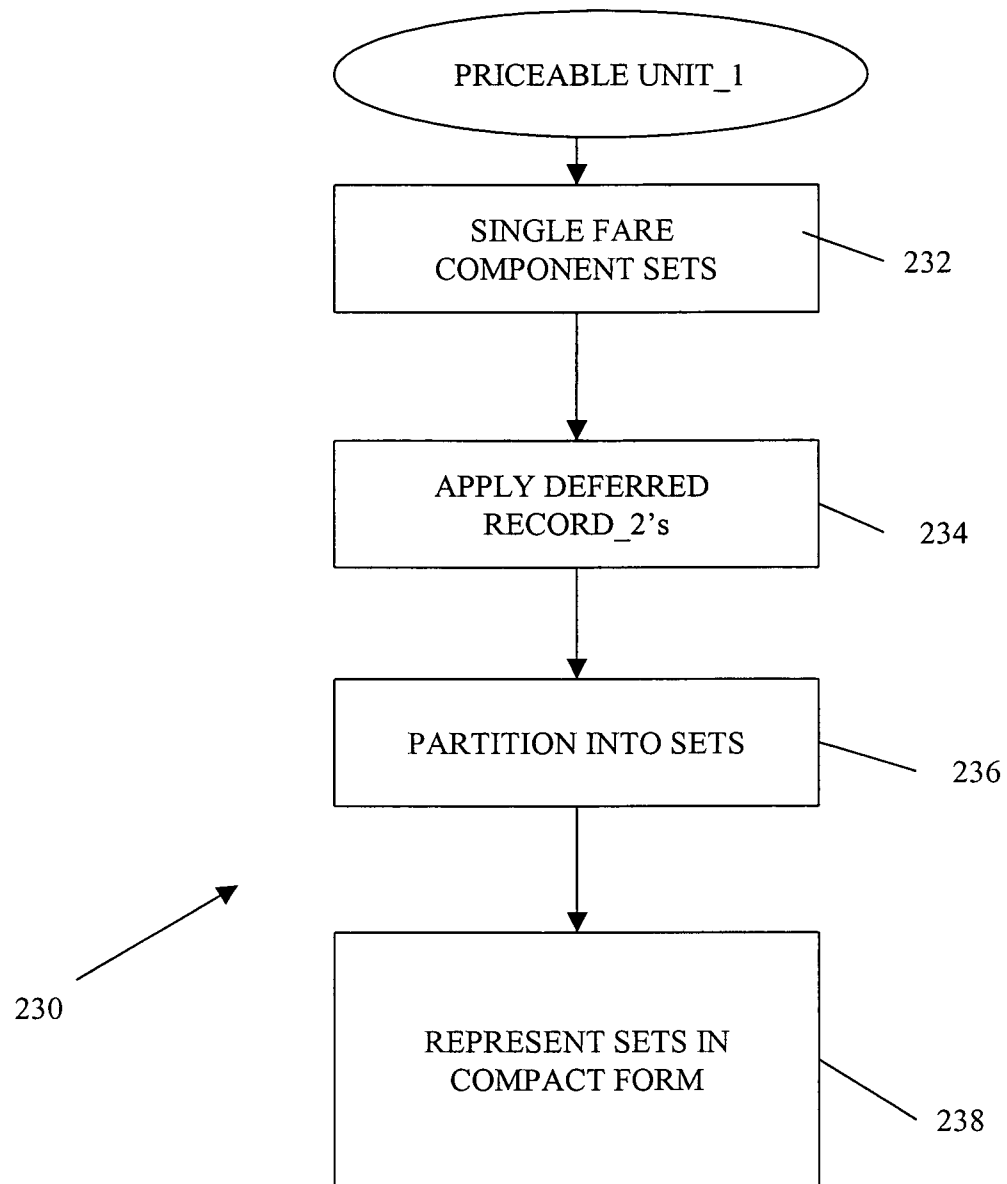 PRICEABLE UNIT_1
SINGLE FARE
COMPONENT SETS
232
APPLY DEFERRED
RECORD_2's
234
PARTITION INTO SETS
236
230
REPRESENT SETS IN
COMPACT FORM
238